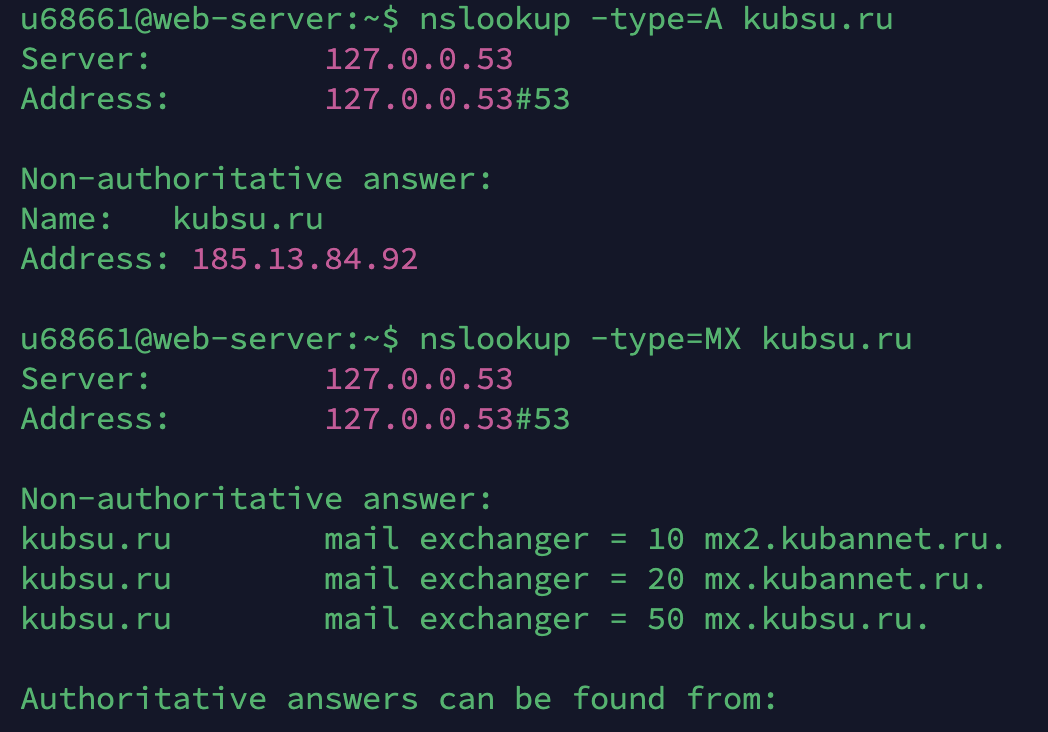 u68661@web-server:~$ nslookup -type=A kubsu.ru
Server:         127.0.0.53
Address:        127.0.0.53#53

Non-authoritative answer:
Name:   kubsu.ru
Address: 185.13.84.92

u68661@web-server:~$ nslookup -type=MX kubsu.ru
Server:         127.0.0.53
Address:        127.0.0.53#53

Non-authoritative answer:
kubsu.ru        mail exchanger = 10 mx2.kubannet.ru.
kubsu.ru        mail exchanger = 20 mx.kubannet.ru.
kubsu.ru        mail exchanger = 50 mx.kubsu.ru.

Authoritative answers can be found from: